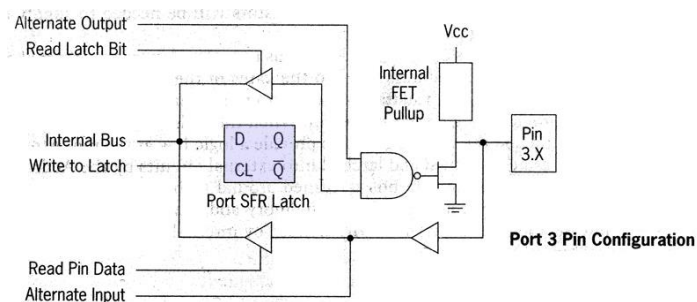 Alternate Output
Read Latch Bit
Vcc
Internal
FET
Pullup
Internal Bus
Write to Latch
D Q
CL Q̅
Port SFR Latch
Pin
3.X
Port 3 Pin Configuration
Read Pin Data
Alternate Input